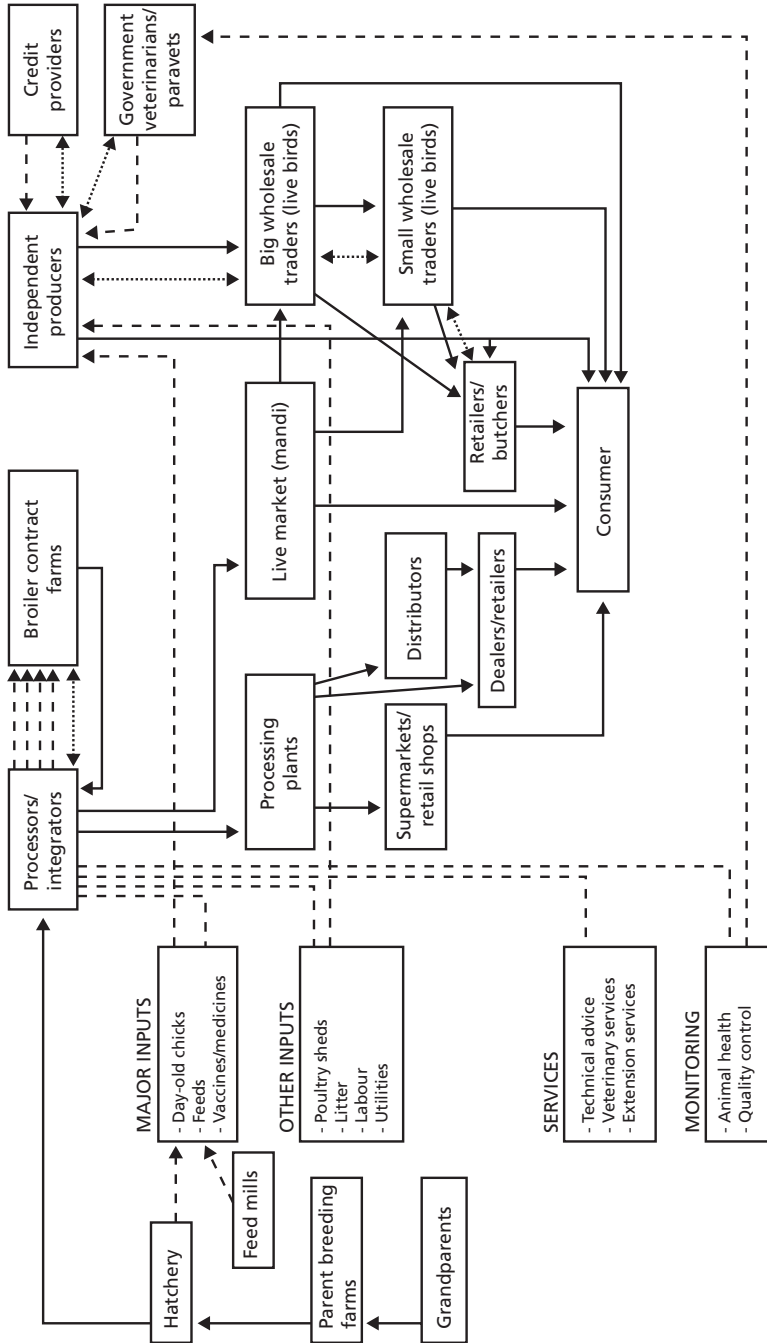 Processors/
integrators
Broiler contract
farms
Independent
producers
Credit
providers
Government
veterinarians/
paravets
Hatchery
Feed mills
Parent breeding
farms
Grandparents
MAJOR INPUTS
- Day-old chicks
- Feeds
- Vaccines/medicines
OTHER INPUTS
- Poultry sheds
- Litter
- Labour
- Utilities
SERVICES
- Technical advice
- Veterinary services
- Extension services
MONITORING
- Animal health
- Quality control
Processing
plants
Live market (mandi)
Big wholesale
traders (live birds)
Supermarkets/
retail shops
Distributors
Small wholesale
traders (live birds)
Dealers/retailers
Retailers/
butchers
Consumer